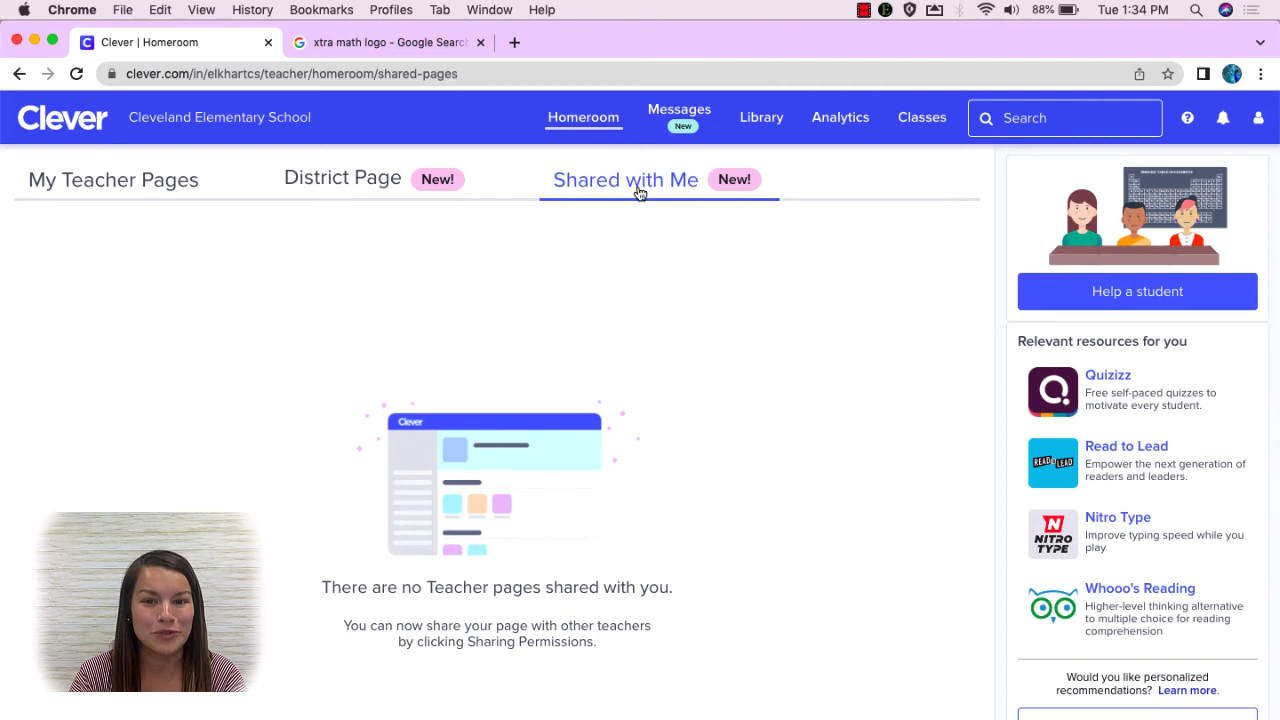 Chrome File Edit View History Bookmarks Profiles Tab Window Help 88% Tue 1:34 PM
Clever | Homeroom
xtra math logo - Google Search
clever.com/in/elkhartcs/teacher/homeroom/shared-pages
Clever Cleveland Elementary School Homeroom Messages New Library Analytics Classes Search
My Teacher Pages
District Page New!
Shared with Me New!
Clever
There are no Teacher pages shared with you.
You can now share your page with other teachers
by clicking Sharing Permissions.
Help a student
Relevant resources for you
Quizizz
Free self-paced quizzes to
motivate every student.
READ TO LEAD
Read to Lead
Empower the next generation of
readers and leaders.
NITRO
TYPE
Nitro Type
Improve typing speed while you
play
Whooo's Reading
Higher-level thinking alternative
to multiple choice for reading
comprehension
Would you like personalized
recommendations? Learn more.